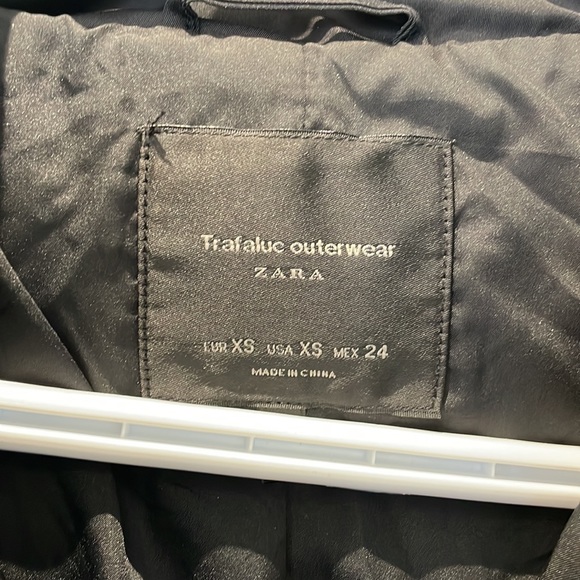 Trafaluc outerwear
ZARA
EUR XS USA XS MEX 24
MADE IN CHINA